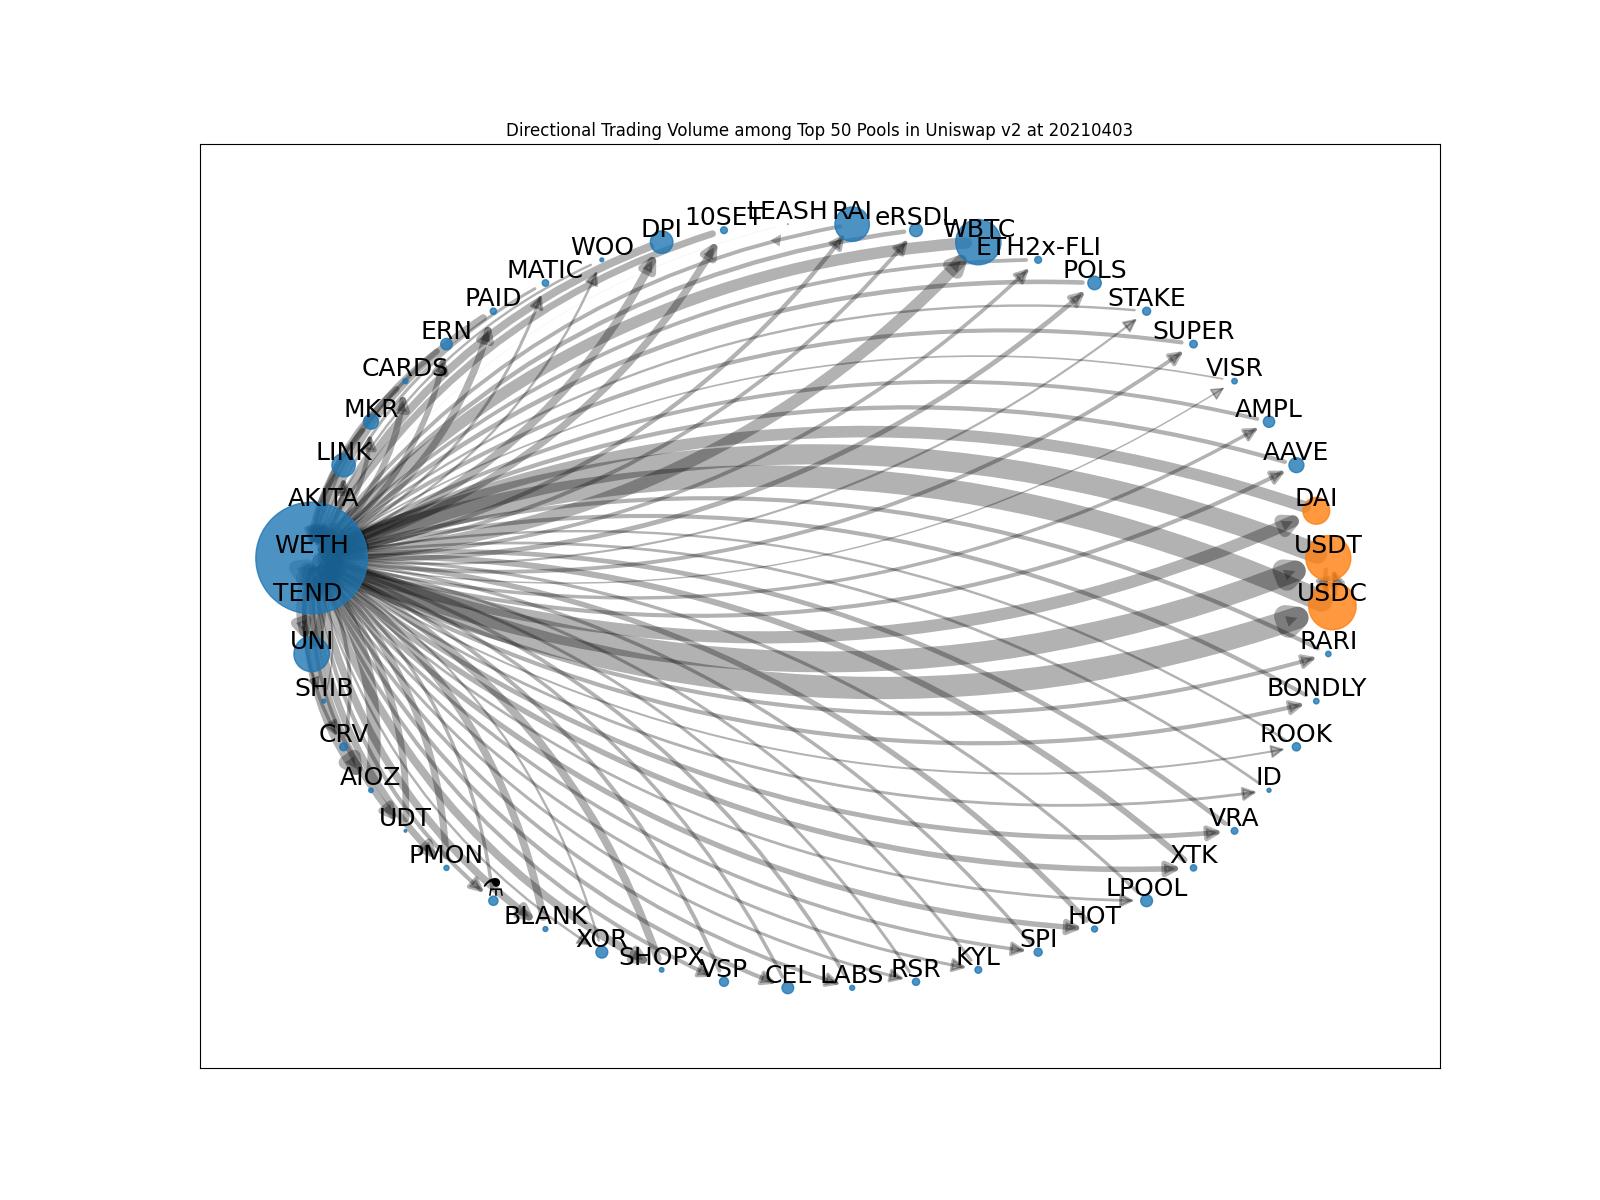 Directional Trading Volume among Top 50 Pools in Uniswap v2 at 20210403
10SET
LEASH
RAI
eRSDL
DPI
WBTC
WOO
ETH2x-FLI
MATIC
POLS
PAID
STAKE
ERN
SUPER
CARDS
VISR
MKR
AMPL
LINK
AAVE
AKITA
DAI
WETH
USDT
TEND
USDC
UNI
RARI
SHIB
BONDLY
CRV
ROOK
AIOZ
ID
UDT
VRA
PMON
XTK
⚗
LPOOL
BLANK
HOT
XOR
SPI
SHOPX
KYL
VSP
RSR
CEL
LABS